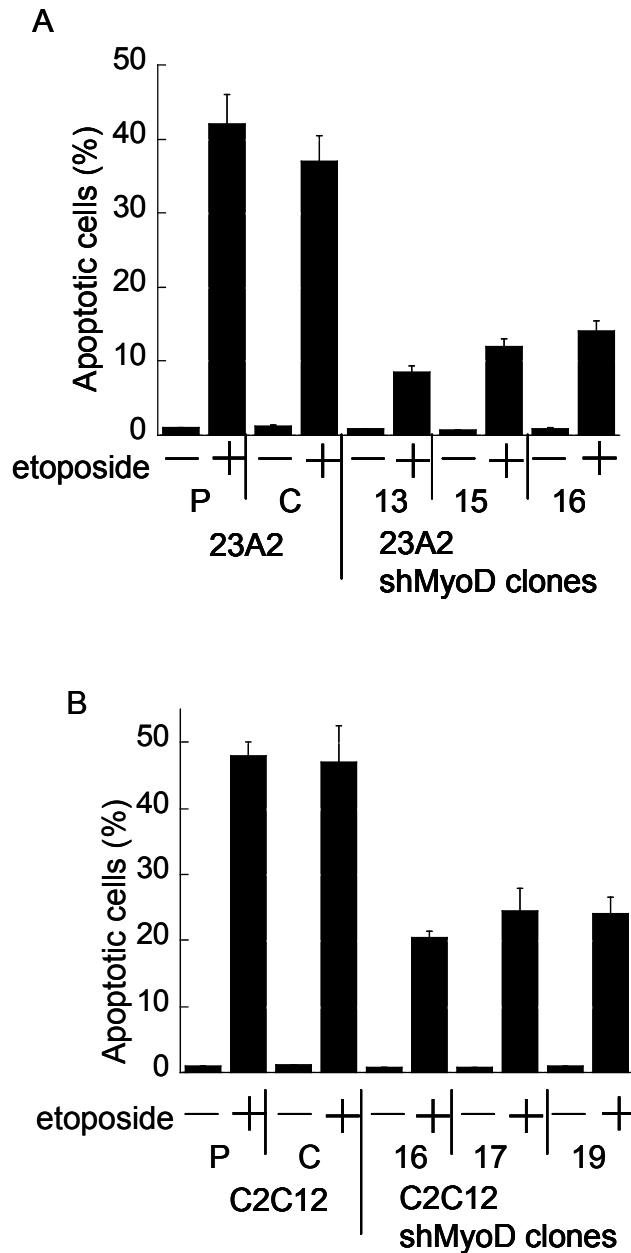 A
Apoptotic cells (%)
50
40
30
20
10
0
etoposide — + — + — + — + — +
P C 13 15 16
23A2 23A2
shMyoD clones
B
Apoptotic cells (%)
50
40
30
20
10
0
etoposide — + — + — + — + — +
P C 16 17 19
C2C12 C2C12
shMyoD clones